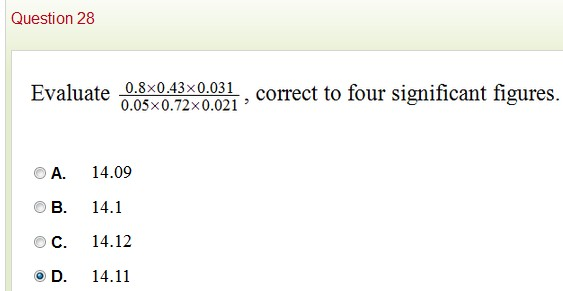 Question 28
Evaluate 0.8×0.43×0.031 / 0.05×0.72×0.021 , correct to four significant figures.
A. 14.09
B. 14.1
C. 14.12
D. 14.11